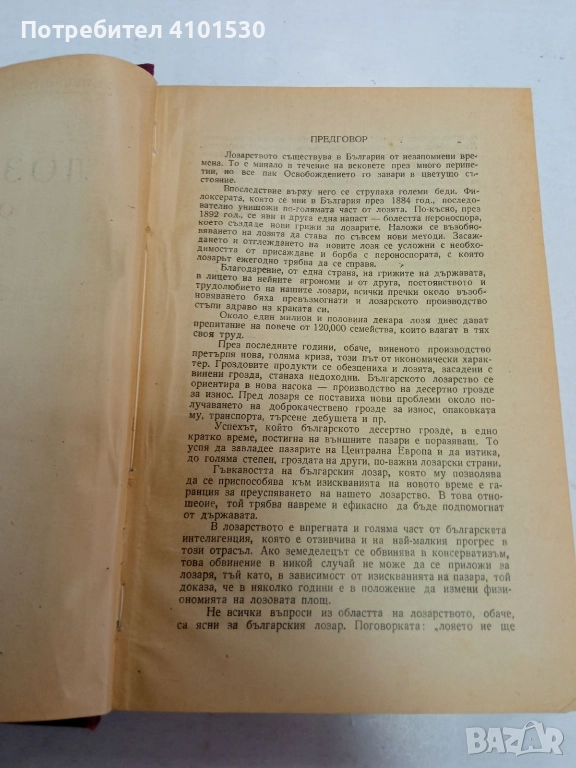 Потребител 4101530
ЛОЗ
ПРЕДГОВОР
Лозарството съществува в България от незапомнени вре-
мена. То е минало в течение на вековете през много перипе-
тии, но все пак Освобождението го завари в цветущо със-
тояние.
Впоследствие върху него се струпаха големи беди. Фи-
локсерата, която се яви в България през 1884 год., последо-
вателно унишожи по-голямата част от лозята. По-късно, през
1892 год., се яви и друга една напаст — болестта пероноспора,
което създаде нови грижи за лозарите. Наложи се възобно-
вяването на лозята да става по съвсем нови методи. Засаж-
дането и отглеждането на новите лозя се усложни с необхо-
димостта от присаждане и борба с пероноспората, с която
лозарът ежегодно трябва да се справя.
Благодарение, от една страна, на грижите на държавата,
в лицето на нейните агрономи и от друга, постоянството и
трудолюбието на нашите лозари, всички пречки около възоб-
новяването бяха превъзмогнати и лозарското производство
стъпи здраво на краката си.
Около един милион и половина декара лозя днес дават
препитание на повече от 120,000 семейства, които влагат в тях
своя труд.
През последните години, обаче, виненото производство
претърпя нова, голяма криза, този път от икономически харак-
тер. Гроздовите продукти се обезцениха и лозята, засадени с
винени грозда, станаха недоходни. Българското лозарство се
ориентира в нова насока — производство на десертно грозде
за износ. Пред лозаря се поставиха нови проблеми около по-
лучаването на доброкачествено грозде за износ, опаковката
му, транспорта, търсене дебушета и пр.
Успехът, който българското десертно грозде, в едно
кратко време, постигна на външните пазари е поразяващ. То
успя да завладее пазарите на Централна Европа и да изтика,
до голяма степен, гроздата на други, по-важни лозарски страни.
Гъвкавостта на българския лозар, която му позволява
да се приспособява към изискванията на новото време е га-
ранция за преуспяването на нашето лозарство. В това отно-
шеоие, той трябва навреме и ефикасно да бъде подпомогнат
от държавата.
В лозарството е впрегната и голяма част от българскета
интелигенция, която е отзивчива и на най-малкия прогрес в
този отрасъл. Ако земеделецът се обвинява в консерватизъм,
това обвинение в никой случай не може да се приложи за
лозаря, тъй като, в зависимост от изискванията на пазара, той
доказа, че в няколко години е в положение да измени физи-
ономията на лозовата площ.
Не всички въпроси из областта на лозарството, обаче,
са ясни за българския лозар. Поговорката: „лоято не ще
BAZAR